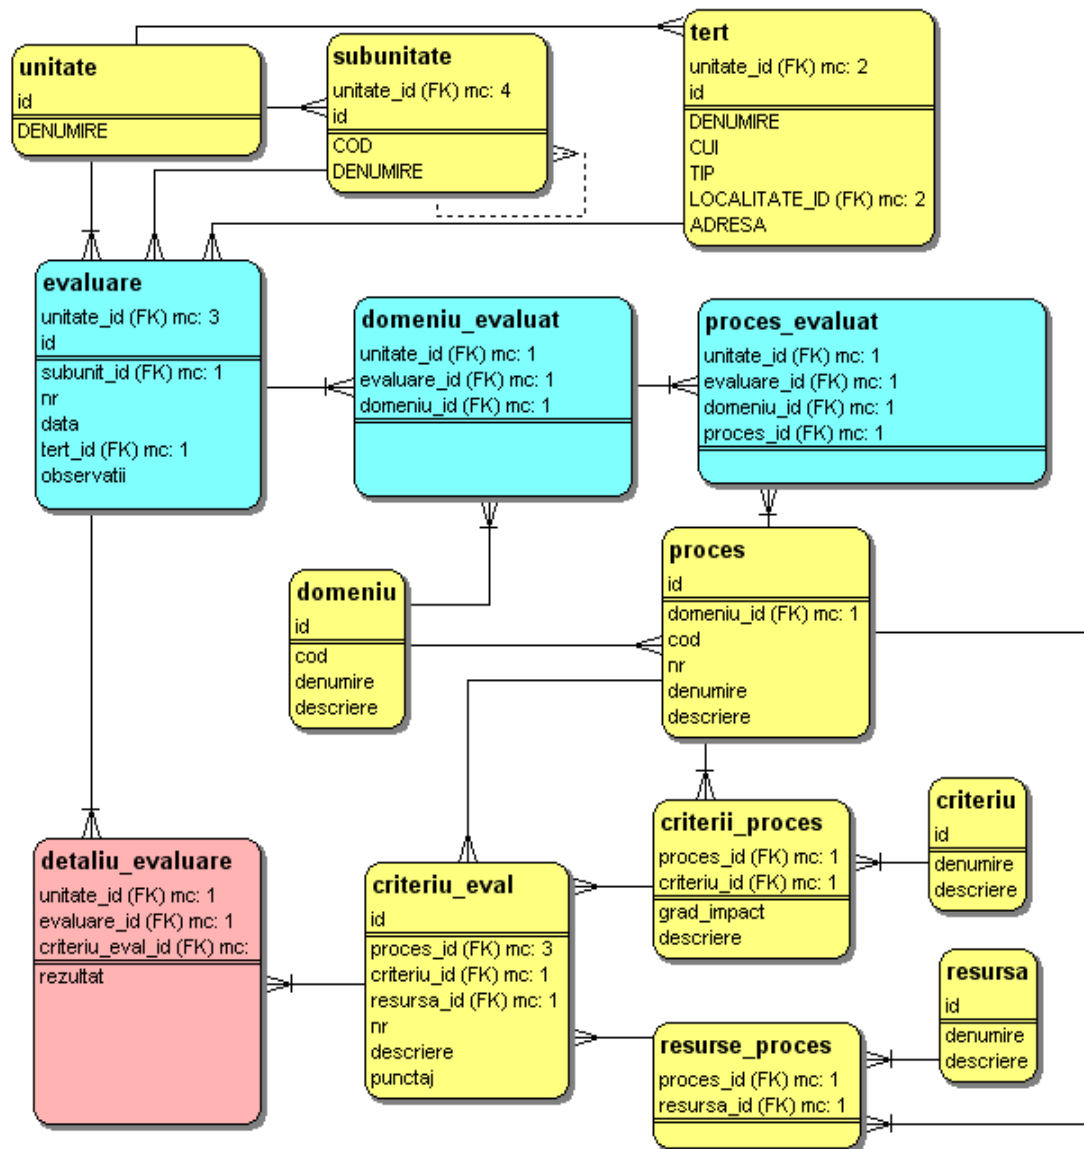 unitate
id
DENUMIRE
subunitate
unitate_id (FK) mc: 4
id
COD
DENUMIRE
tert
unitate_id (FK) mc: 2
id
DENUMIRE
CUI
TIP
LOCALITATE_ID (FK) mc: 2
ADRESA
evaluare
unitate_id (FK) mc: 3
id
subunit_id (FK) mc: 1
nr
data
tert_id (FK) mc: 1
observatii
domeniu_evaluat
unitate_id (FK) mc: 1
evaluare_id (FK) mc: 1
domeniu_id (FK) mc: 1
proces_evaluat
unitate_id (FK) mc: 1
evaluare_id (FK) mc: 1
domeniu_id (FK) mc: 1
proces_id (FK) mc: 1
domeniu
id
cod
denumire
descriere
proces
id
domeniu_id (FK) mc: 1
cod
nr
denumire
descriere
detaliu_evaluare
unitate_id (FK) mc: 1
evaluare_id (FK) mc: 1
criteriu_eval_id (FK) mc:
rezultat
criteriu_eval
id
proces_id (FK) mc: 3
criteriu_id (FK) mc: 1
resursa_id (FK) mc: 1
nr
descriere
punctaj
criterii_proces
proces_id (FK) mc: 1
criteriu_id (FK) mc: 1
grad_impact
descriere
criteriu
id
denumire
descriere
resurse_proces
proces_id (FK) mc: 1
resursa_id (FK) mc: 1
resursa
id
denumire
descriere